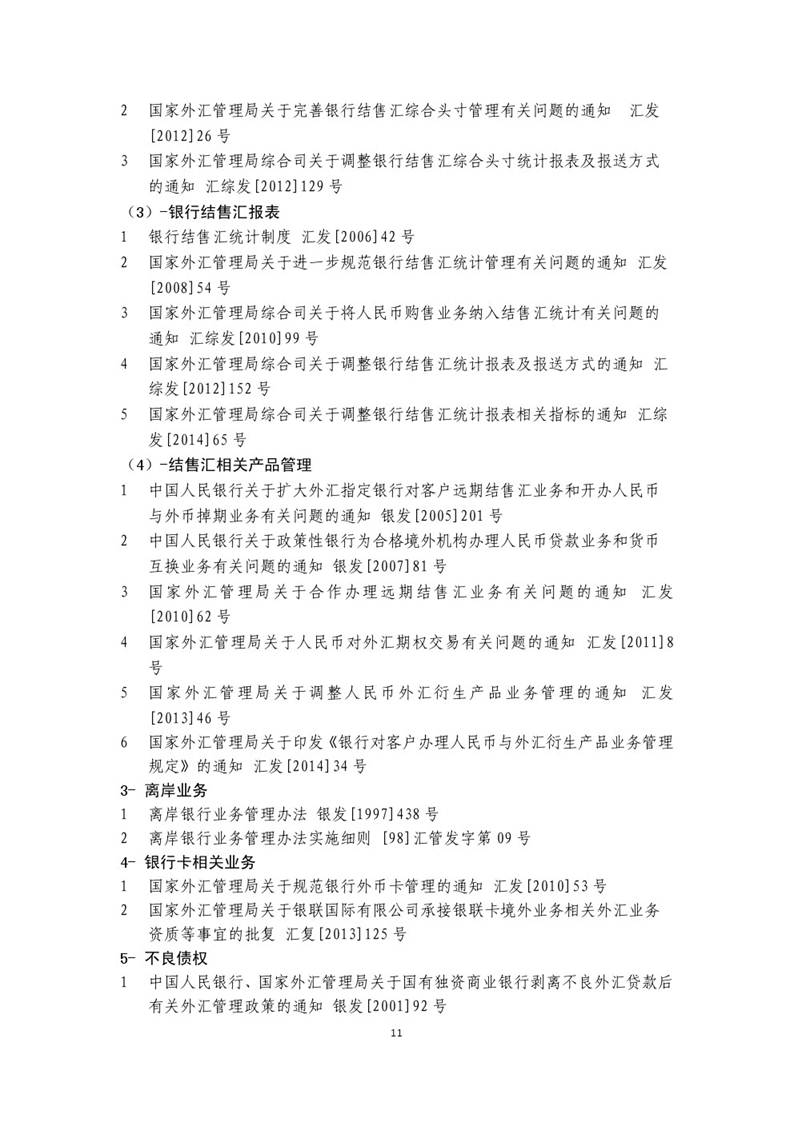 2 国家外汇管理局关于完善银行结售汇综合头寸管理有关问题的通知 汇发
[2012]26 号
3 国家外汇管理局综合司关于调整银行结售汇综合头寸统计报表及报送方式
的通知 汇综发[2012]129 号
（3）-银行结售汇报表
1 银行结售汇统计制度 汇发[2006]42 号
2 国家外汇管理局关于进一步规范银行结售汇统计管理有关问题的通知 汇发
[2008]54 号
3 国家外汇管理局综合司关于将人民币购售业务纳入结售汇统计有关问题的
通知 汇综发[2010]99 号
4 国家外汇管理局综合司关于调整银行结售汇统计报表及报送方式的通知 汇
综发[2012]152 号
5 国家外汇管理局综合司关于调整银行结售汇统计报表相关指标的通知 汇综
发[2014]65 号
（4）-结售汇相关产品管理
1 中国人民银行关于扩大外汇指定银行对客户远期结售汇业务和开办人民币
与外币掉期业务有关问题的通知 银发[2005]201 号
2 中国人民银行关于政策性银行为合格境外机构办理人民币贷款业务和货币
互换业务有关问题的通知 银发[2007]81 号
3 国家外汇管理局关于合作办理远期结售汇业务有关问题的通知 汇发
[2010]62 号
4 国家外汇管理局关于人民币对外汇期权交易有关问题的通知 汇发[2011]8
号
5 国家外汇管理局关于调整人民币外汇衍生产品业务管理的通知 汇发
[2013]46 号
6 国家外汇管理局关于印发《银行对客户办理人民币与外汇衍生产品业务管理
规定》的通知 汇发[2014]34 号
3- 离岸业务
1 离岸银行业务管理办法 银发[1997]438 号
2 离岸银行业务管理办法实施细则 [98]汇管发字第 09 号
4- 银行卡相关业务
1 国家外汇管理局关于规范银行外币卡管理的通知 汇发[2010]53 号
2 国家外汇管理局关于银联国际有限公司承接银联卡境外业务相关外汇业务
资质等事宜的批复 汇复[2013]125 号
5- 不良债权
1 中国人民银行、国家外汇管理局关于国有独资商业银行剥离不良外汇贷款后
有关外汇管理政策的通知 银发[2001]92 号
11